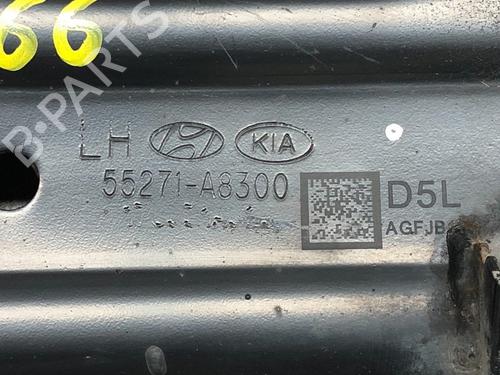 66
B-PARTS
LH KIA
55271-A8300
D5L
AGFJB